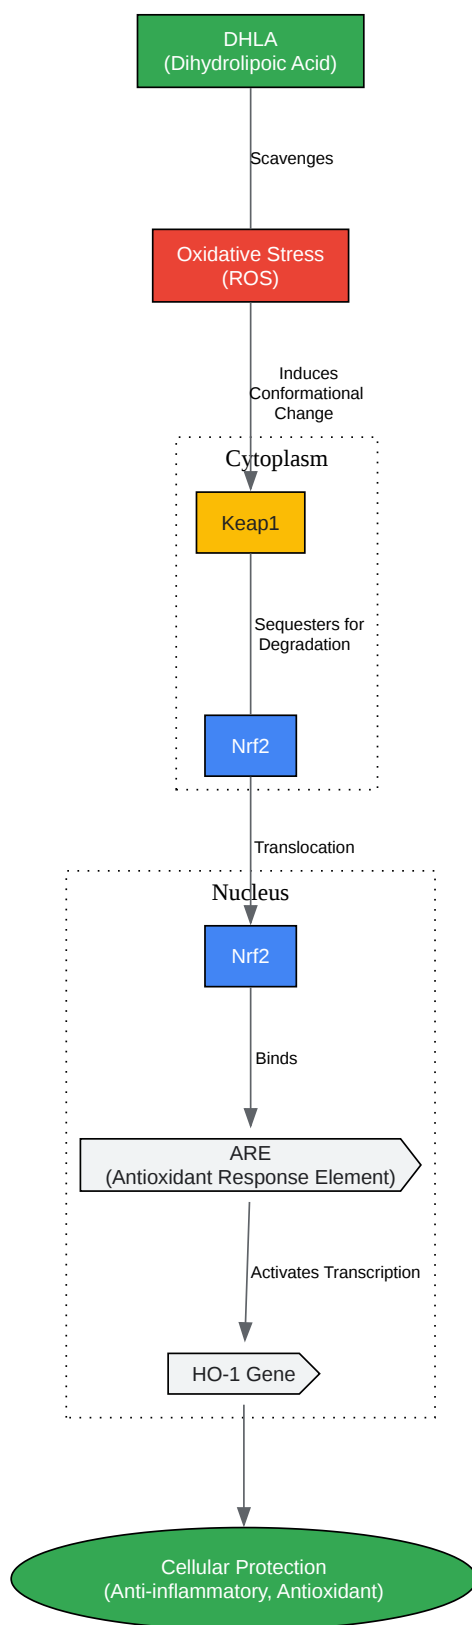 DHLA
(Dihydrolipoic Acid)
Scavenges
Oxidative Stress
(ROS)
Induces
Conformational
Change
Cytoplasm
Keap1
Sequesters for
Degradation
Nrf2
Translocation
Nucleus
Nrf2
Binds
ARE
(Antioxidant Response Element)
Activates Transcription
HO-1 Gene
Cellular Protection
(Anti-inflammatory, Antioxidant)